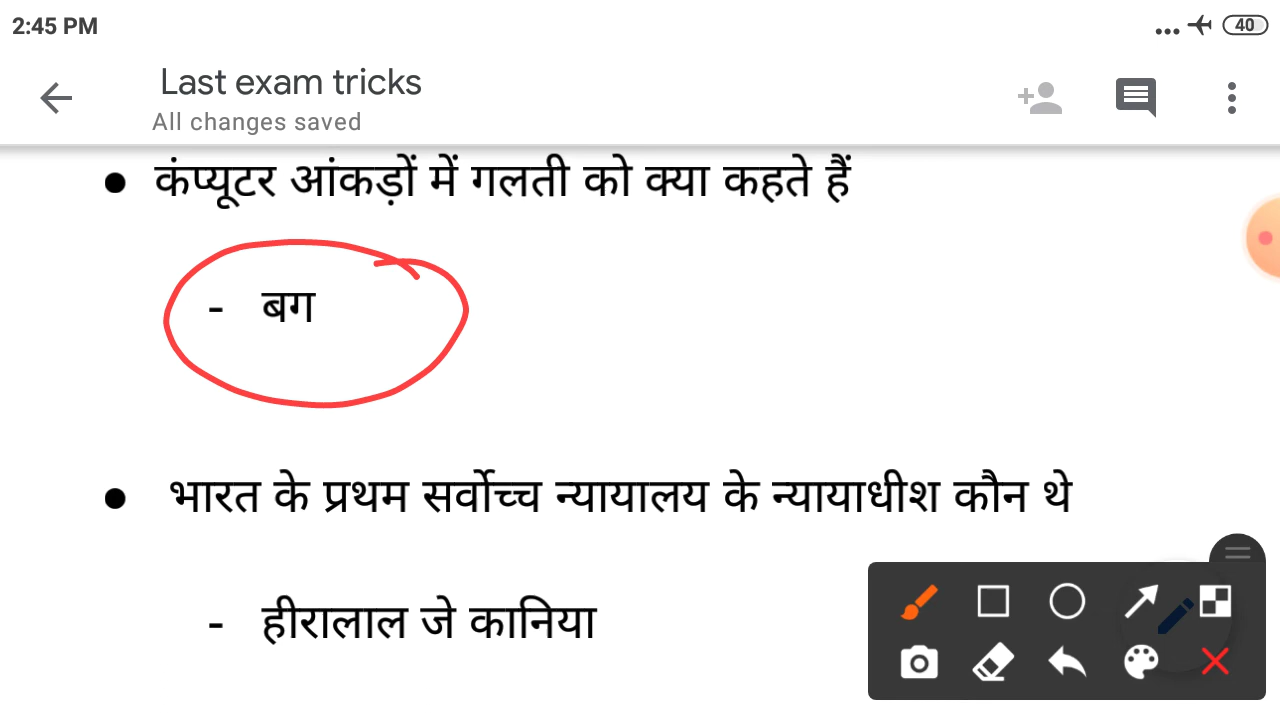 2:45 PM
40
Last exam tricks
All changes saved
● कंप्यूटर आंकड़ों में गलती को क्या कहते हैं
- बग
● भारत के प्रथम सर्वोच्च न्यायालय के न्यायाधीश कौन थे
- हीरालाल जे कानिया